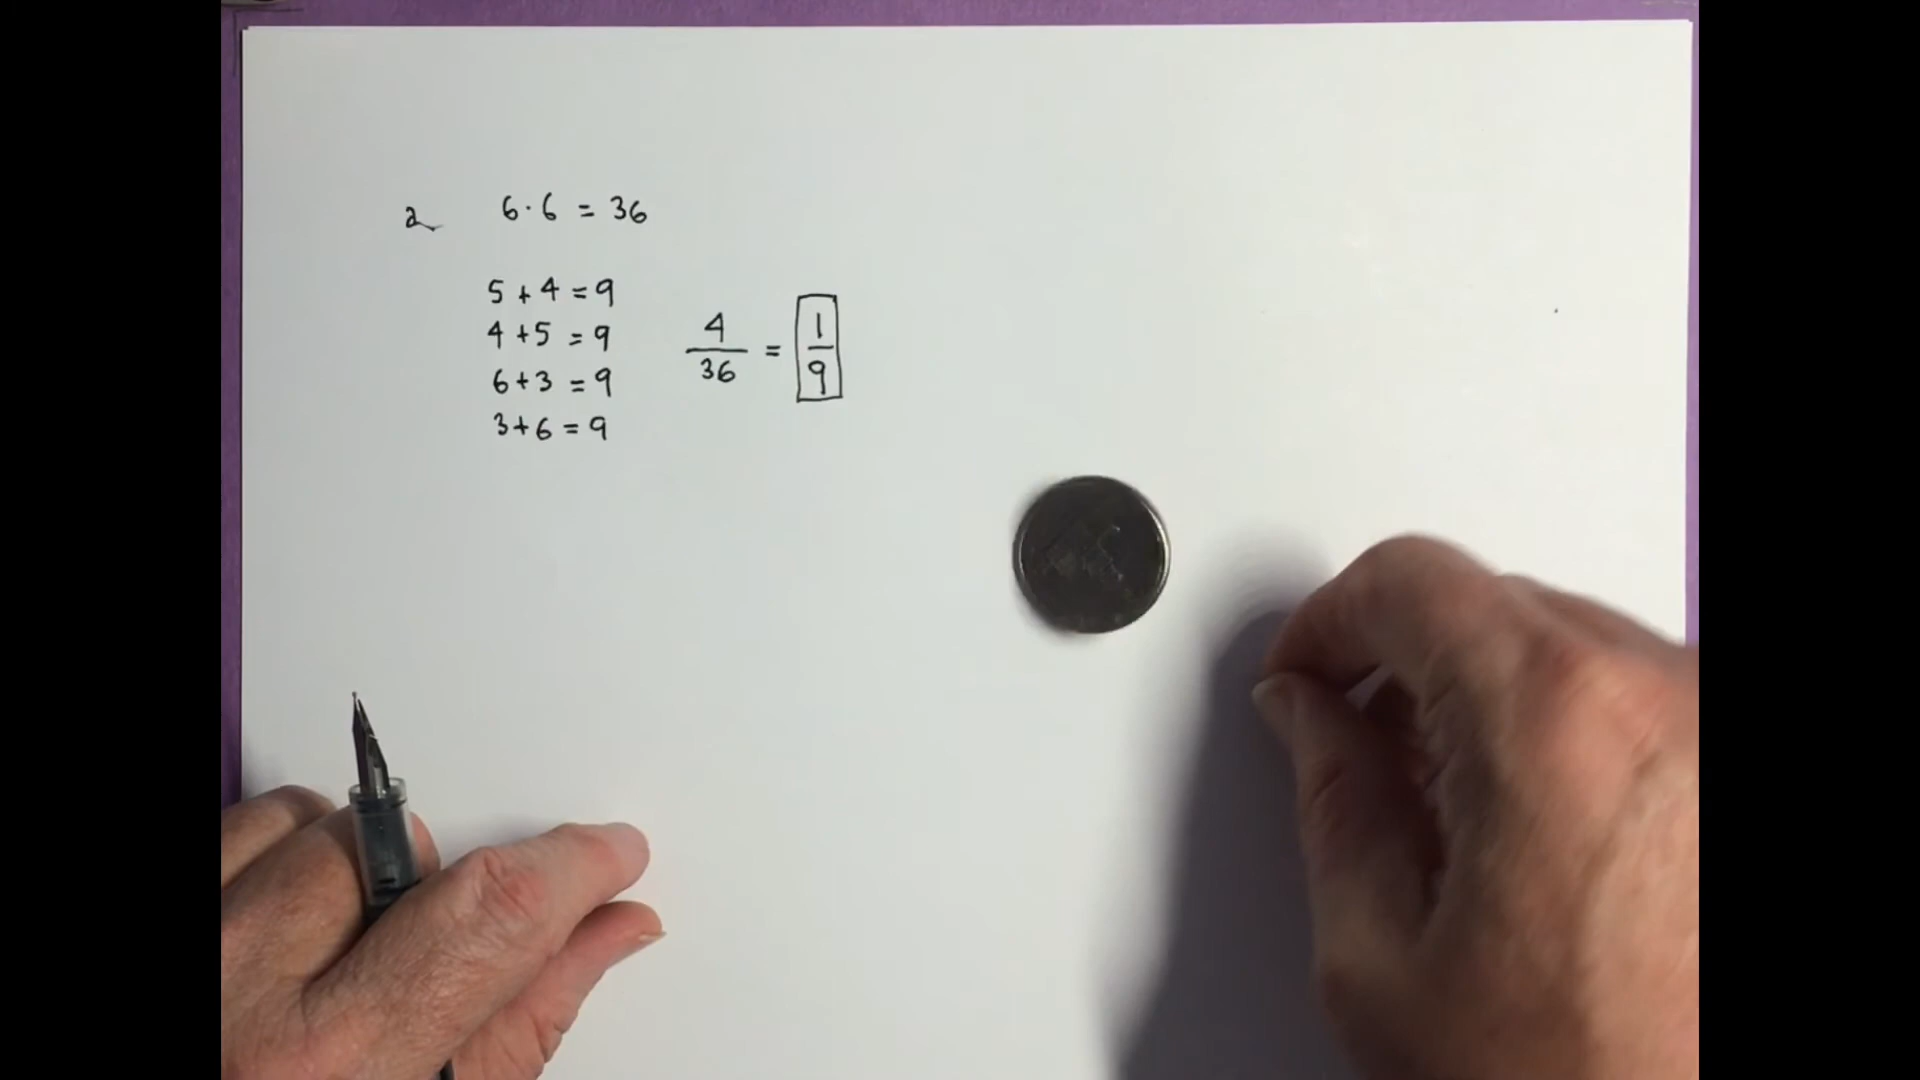 2 6·6 = 36
5 + 4 = 9
4 + 5 = 9
6 + 3 = 9
3 + 6 = 9
4/36 = 1/9